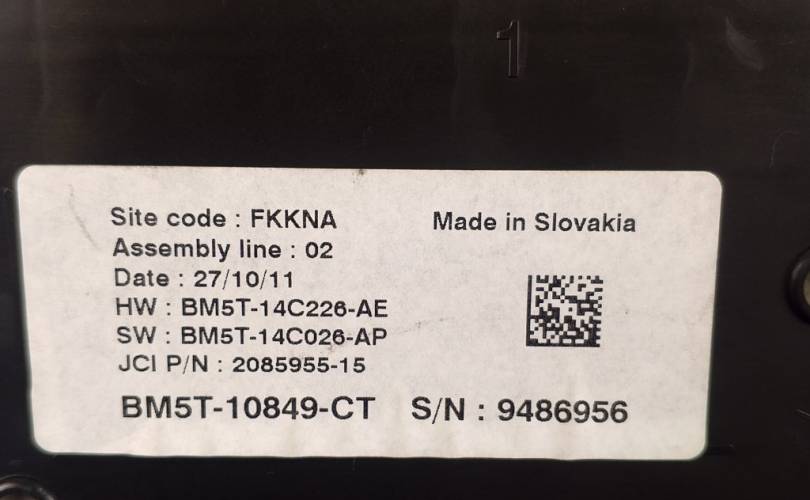 1
Site code : FKKNA
Made in Slovakia
Assembly line : 02
Date : 27/10/11
HW : BM5T-14C226-AE
SW : BM5T-14C026-AP
JCI P/N : 2085955-15
BM5T-10849-CT S/N : 9486956